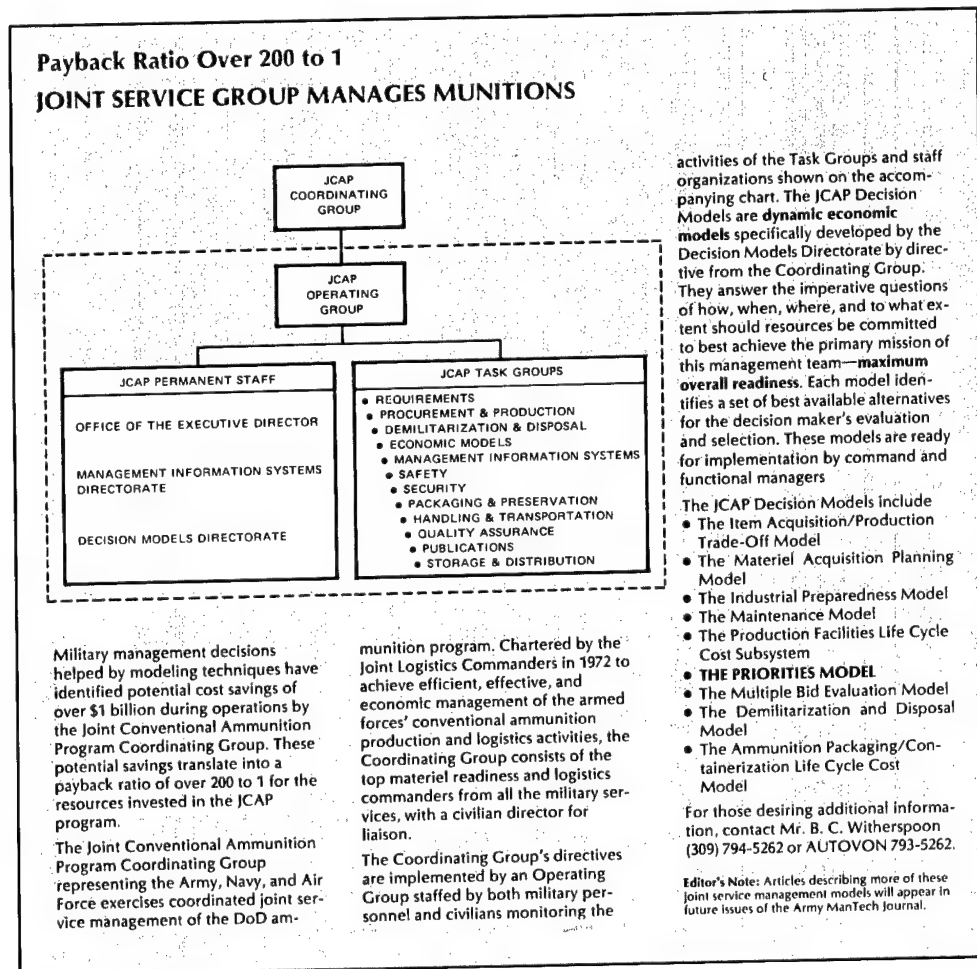 Payback Ratio Over 200 to 1
JOINT SERVICE GROUP MANAGES MUNITIONS
JCAP
COORDINATING
GROUP
JCAP
OPERATING
GROUP
JCAP PERMANENT STAFF
OFFICE OF THE EXECUTIVE DIRECTOR
MANAGEMENT INFORMATION SYSTEMS
DIRECTORATE
DECISION MODELS DIRECTORATE
JCAP TASK GROUPS
• REQUIREMENTS
• PROCUREMENT & PRODUCTION
• DEMILITARIZATION & DISPOSAL
• ECONOMIC MODELS
• MANAGEMENT INFORMATION SYSTEMS
• SAFETY
• SECURITY
• PACKAGING & PRESERVATION
• HANDLING & TRANSPORTATION
• QUALITY ASSURANCE
• PUBLICATIONS
• STORAGE & DISTRIBUTION
Military management decisions
helped by modeling techniques have
identified potential cost savings of
over $1 billion during operations by
the Joint Conventional Ammunition
Program Coordinating Group. These
potential savings translate into a
payback ratio of over 200 to 1 for the
resources invested in the JCAP
program.
The Joint Conventional Ammunition
Program Coordinating Group
representing the Army, Navy, and Air
Force exercises coordinated joint ser-
vice management of the DoD am-
munition program. Chartered by the
Joint Logistics Commanders in 1972 to
achieve efficient, effective, and
economic management of the armed
forces' conventional ammunition
production and logistics activities, the
Coordinating Group consists of the
top materiel readiness and logistics
commanders from all the military ser-
vices, with a civilian director for
liaison.
The Coordinating Group's directives
are implemented by an Operating
Group staffed by both military per-
sonnel and civilians monitoring the
activities of the Task Groups and staff
organizations shown on the accom-
panying chart. The JCAP Decision
Models are dynamic economic
models specifically developed by the
Decision Models Directorate by direc-
tive from the Coordinating Group.
They answer the imperative questions
of how, when, where, and to what ex-
tent should resources be committed
to best achieve the primary mission of
this management team—maximum
overall readiness. Each model iden-
tifies a set of best available alternatives
for the decision maker's evaluation
and selection. These models are ready
for implementation by command and
functional managers
The JCAP Decision Models include
• The Item Acquisition/Production
Trade-Off Model
• The Materiel Acquisition Planning
Model
• The Industrial Preparedness Model
• The Maintenance Model
• The Production Facilities Life Cycle
Cost Subsystem
• THE PRIORITIES MODEL
• The Multiple Bid Evaluation Model
• The Demilitarization and Disposal
Model
• The Ammunition Packaging/Con-
tainerization Life Cycle Cost
Model
For those desiring additional informa-
tion, contact Mr. B. C. Witherspoon
(309) 794-5262 or AUTOVON 793-5262.
Editor's Note: Articles describing more of these
joint service management models will appear in
future issues of the Army ManTech Journal.